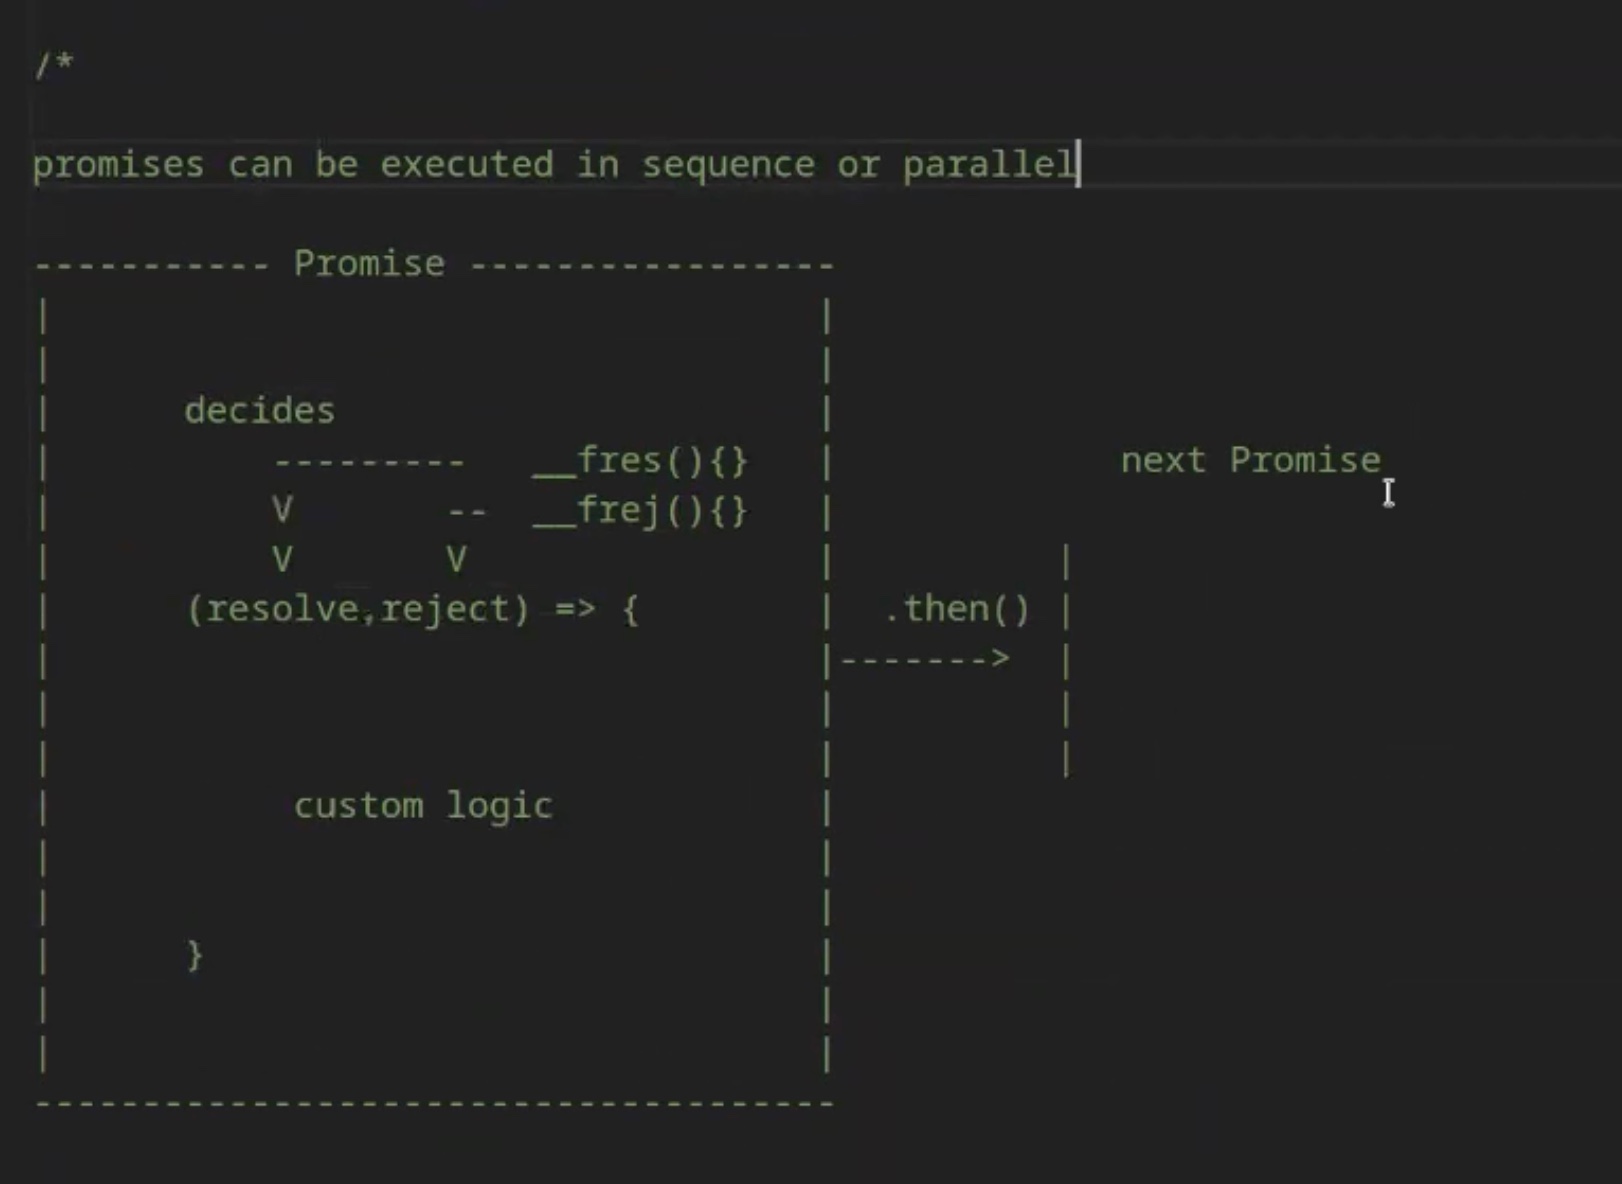 /*
promises can be executed in sequence or parallel
----------- Promise -----------------
decides
--------- __fres(){} next Promise
V -- __frej(){}
V V
(resolve,reject) => { .then()
------->
custom logic
}
-------------------------------------